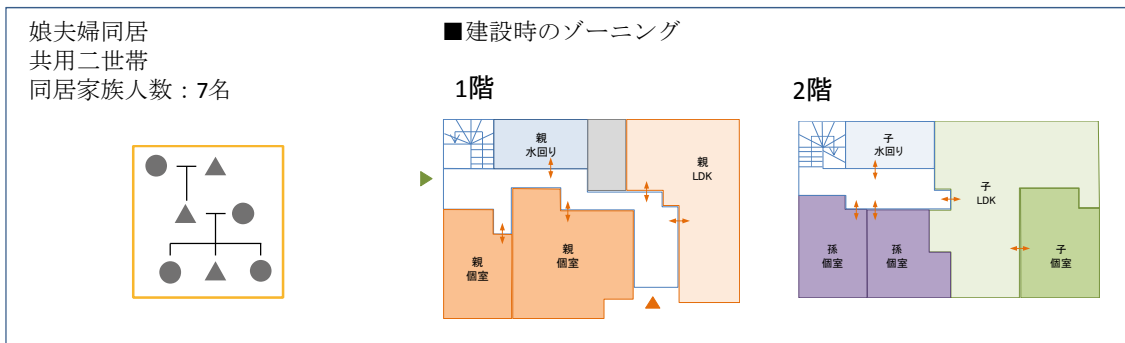 娘夫婦同居
共用二世帯
同居家族人数：7名
■建設時のゾーニング
1階
親
水回り
親
LDK
親
個室
親
個室
2階
子
水回り
子
LDK
孫
個室
孫
個室
子
個室